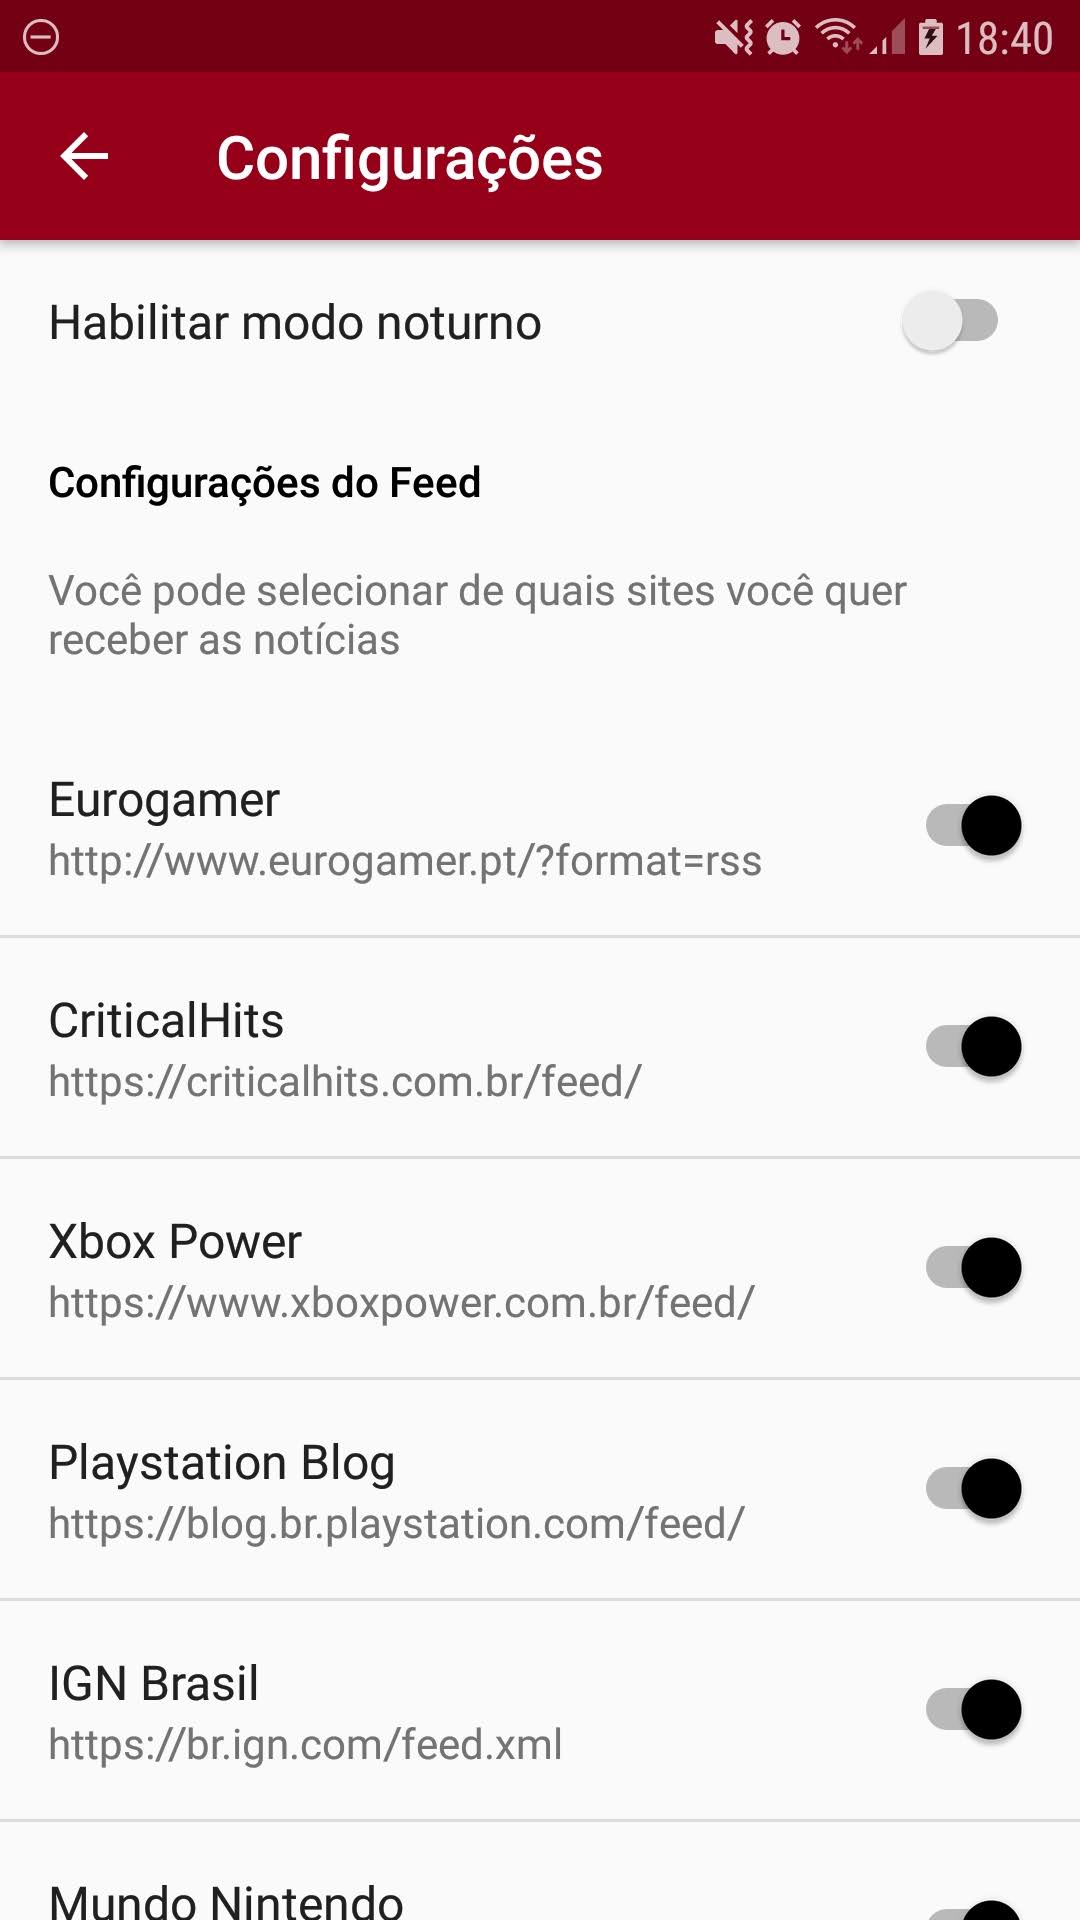 18:40
Configurações
Habilitar modo noturno
Configurações do Feed
Você pode selecionar de quais sites você quer
receber as notícias
Eurogamer
http://www.eurogamer.pt/?format=rss
CriticalHits
https://criticalhits.com.br/feed/
Xbox Power
https://www.xboxpower.com.br/feed/
Playstation Blog
https://blog.br.playstation.com/feed/
IGN Brasil
https://br.ign.com/feed.xml
Mundo Nintendo